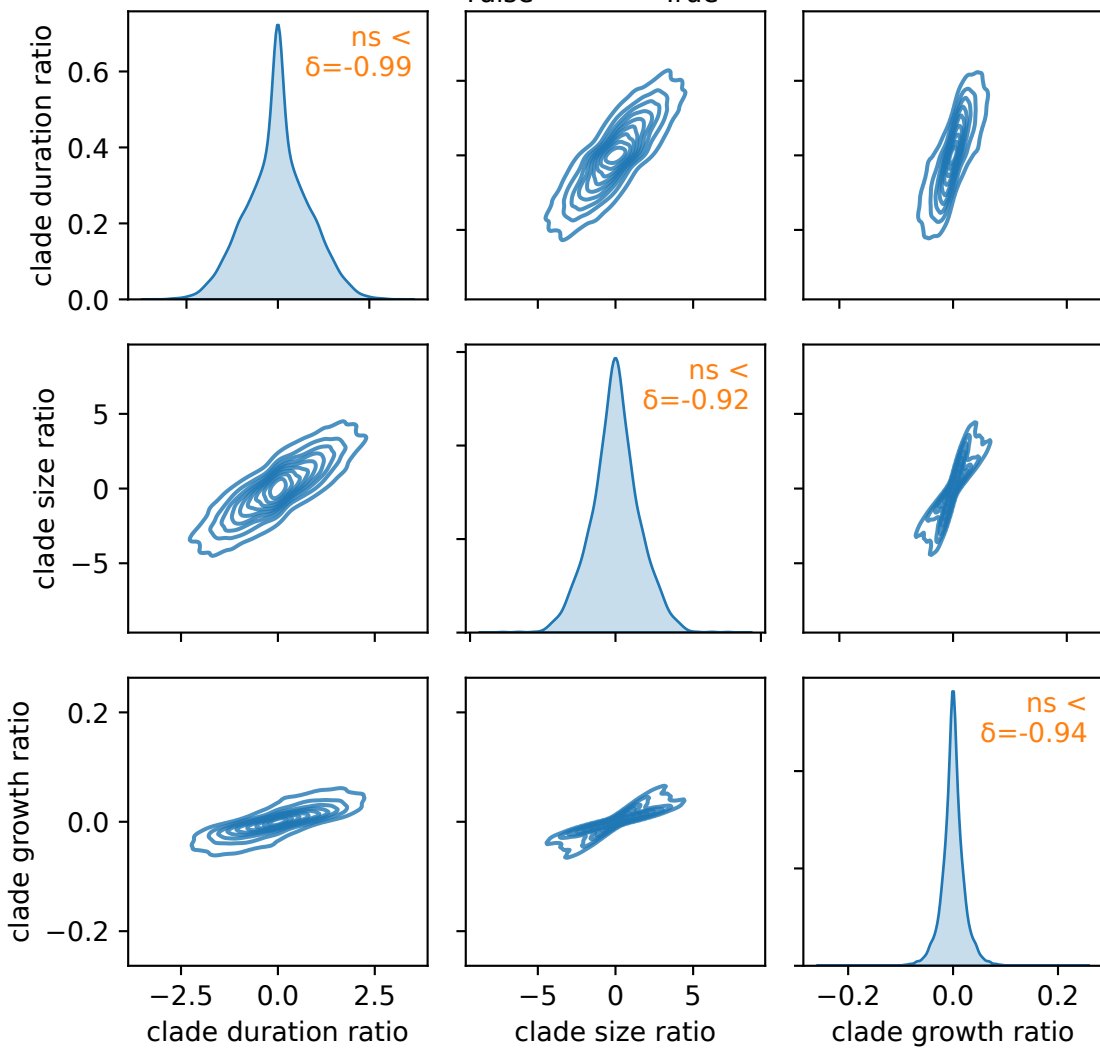 clade duration ratio
0.6
0.4
0.2
0.0
ns <
δ=-0.99
clade size ratio
5
0
−5
ns <
δ=-0.92
clade growth ratio
0.2
0.0
−0.2
ns <
δ=-0.94
−2.5 0.0 2.5
−5 0 5
−0.2 0.0 0.2
clade duration ratio
clade size ratio
clade growth ratio